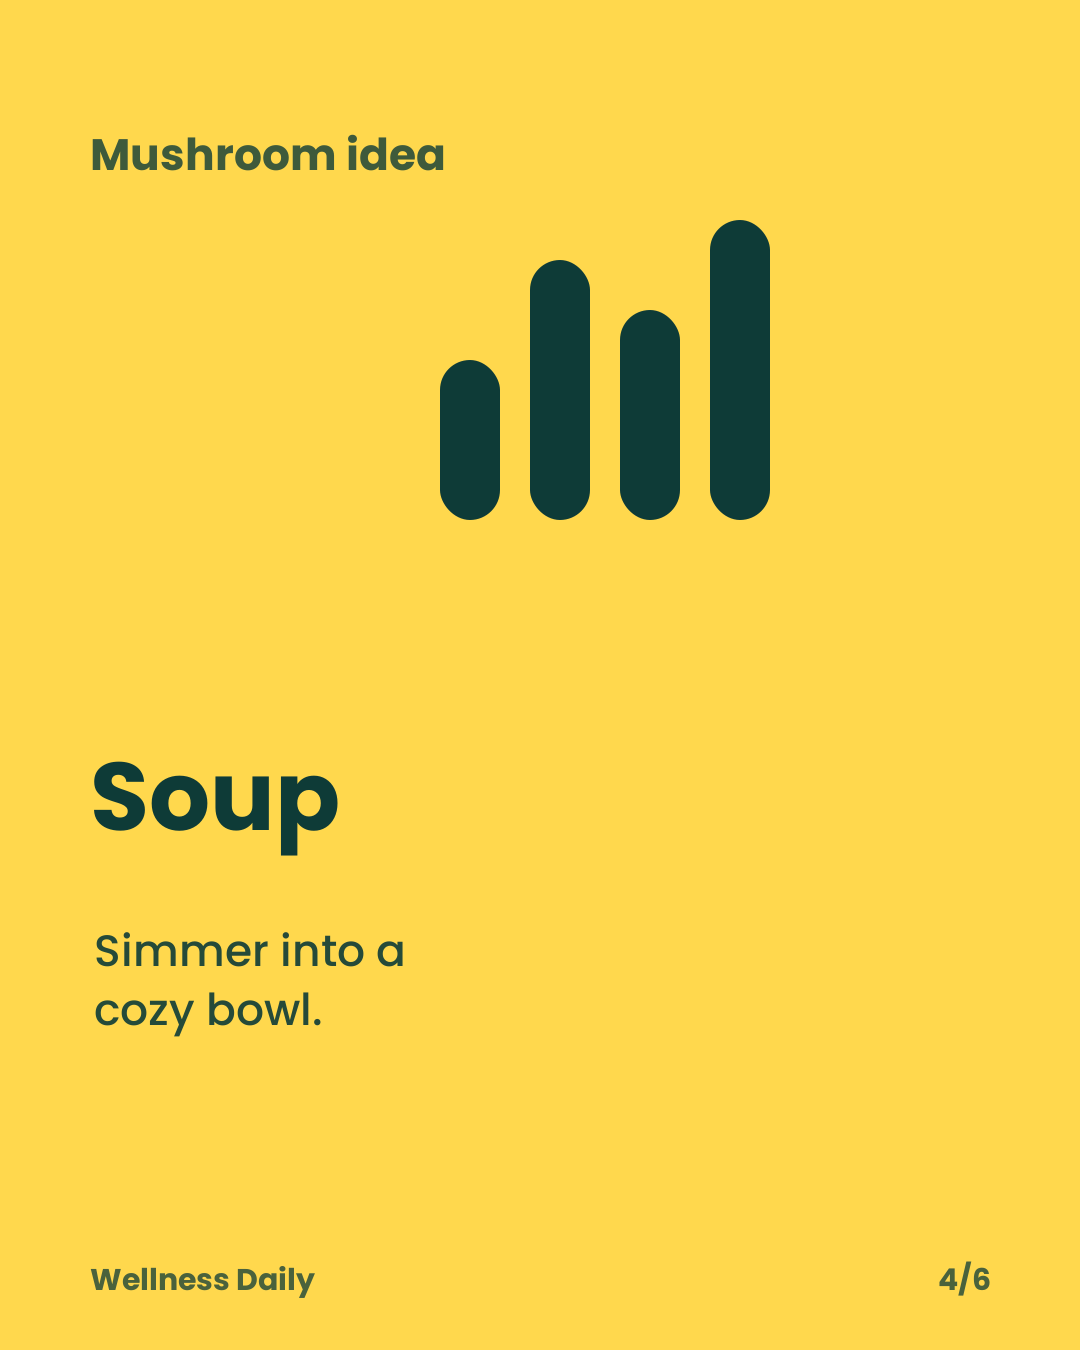 Mushroom idea
Soup
Simmer into a
cozy bowl.
Wellness Daily
4/6